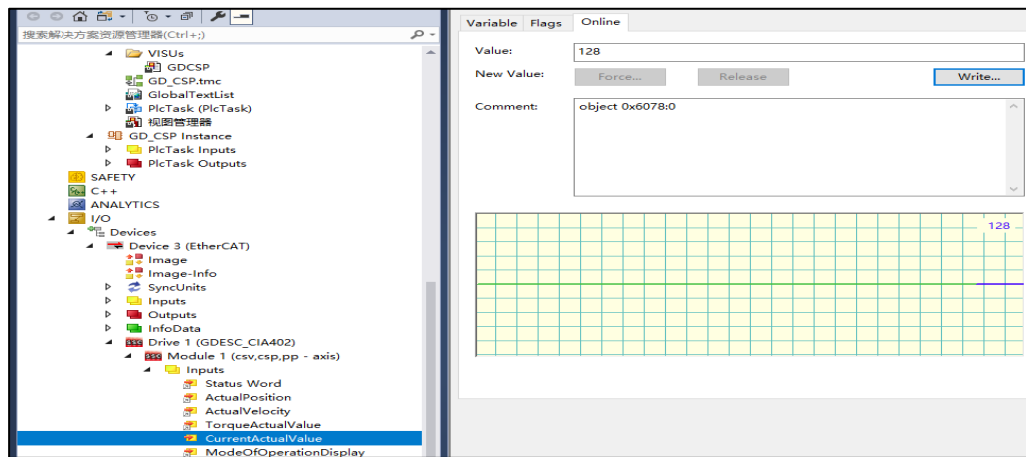 搜索解决方案资源管理器(Ctrl+;)
VISUs
GDCSP
GD_CSP.tmc
GlobalTextList
PlcTask (PlcTask)
视图管理器
GD_CSP Instance
PlcTask Inputs
PlcTask Outputs
SAFETY
C++
ANALYTICS
I/O
Devices
Device 3 (EtherCAT)
Image
Image-Info
SyncUnits
Inputs
Outputs
InfoData
Drive 1 (GDESC_CIA402)
Module 1 (csv,csp,pp - axis)
Inputs
Status Word
ActualPosition
ActualVelocity
TorqueActualValue
CurrentActualValue
ModeOfOperationDisplay
Variable Flags Online
Value: 128
New Value: Force... Release Write...
Comment: object 0x6078:0
128